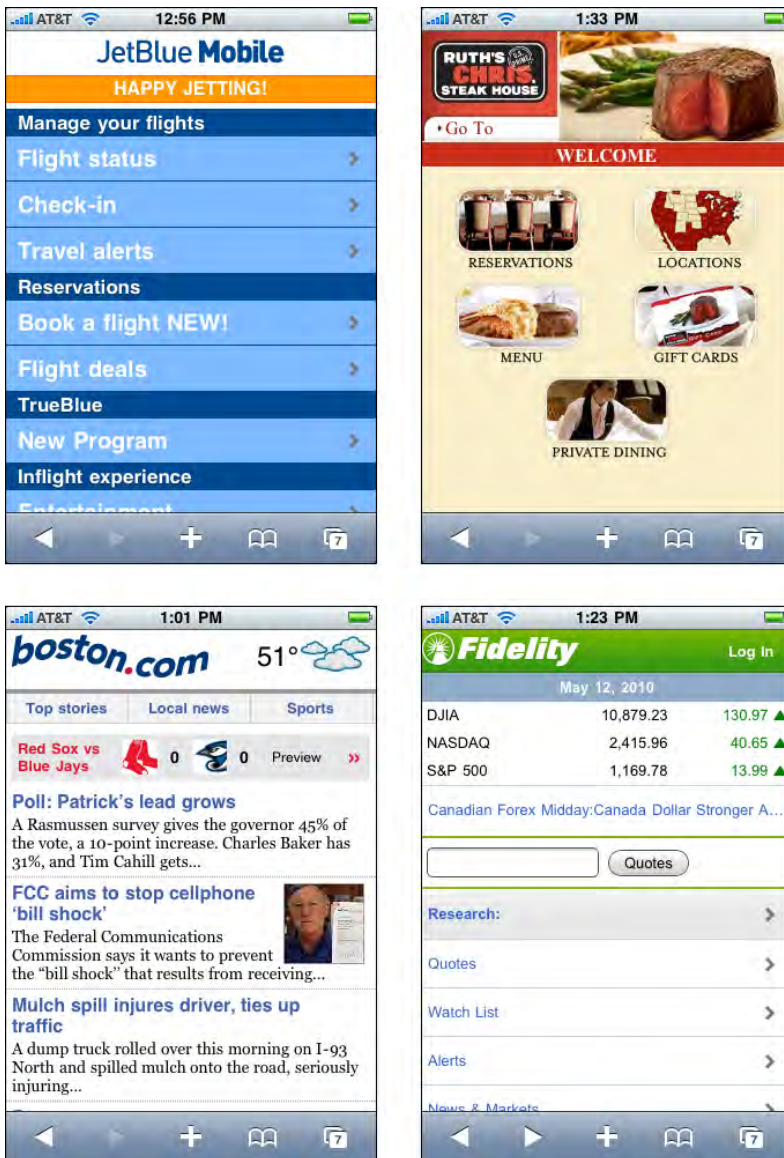 AT&T 12:56 PM
JetBlue Mobile
HAPPY JETTING!
Manage your flights
Flight status
Check-in
Travel alerts
Reservations
Book a flight NEW!
Flight deals
TrueBlue
New Program
Inflight experience
Entertainment
7
AT&T 1:33 PM
RUTH'S
U.S. PRIME
CHRIS
STEAK HOUSE
Go To
WELCOME
RESERVATIONS LOCATIONS
MENU GIFT CARDS
PRIVATE DINING
7
AT&T 1:01 PM
boston.com 51°
Top stories Local news Sports
Red Sox vs
Blue Jays 0 0 Preview »
Poll: Patrick's lead grows
A Rasmussen survey gives the governor 45% of
the vote, a 10-point increase. Charles Baker has
31%, and Tim Cahill gets...
FCC aims to stop cellphone
'bill shock'
The Federal Communications
Commission says it wants to prevent
the “bill shock” that results from receiving...
Mulch spill injures driver, ties up
traffic
A dump truck rolled over this morning on I-93
North and spilled mulch onto the road, seriously
injuring...
7
AT&T 1:23 PM
Fidelity Log In
May 12, 2010
DJIA 10,879.23 130.97 ▲
NASDAQ 2,415.96 40.65 ▲
S&P 500 1,169.78 13.99 ▲
Canadian Forex Midday:Canada Dollar Stronger A...
Quotes
Research:
Quotes
Watch List
Alerts
News & Markets
7